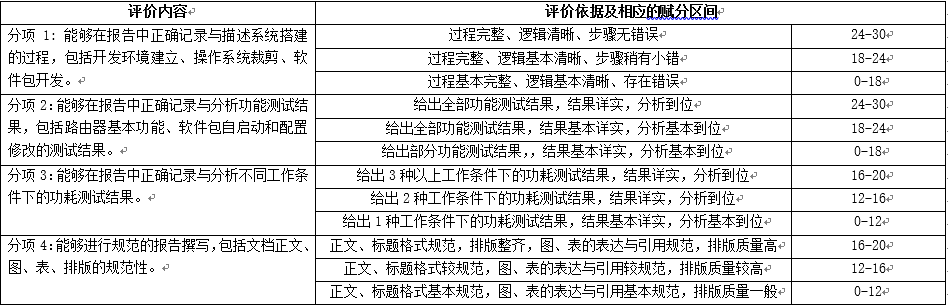 评价内容 评价依据及相应的赋分区间
分项 1:能够在报告中正确记录与描述系统搭建的过程，包括开发环境建立、操作系统裁剪、软件包开发。
过程完整、逻辑清晰、步骤无错误 24-30
过程完整、逻辑基本清晰、步骤稍有小错 18-24
过程基本完整、逻辑基本清晰、存在错误 0-18
分项 2:能够在报告中正确记录与分析功能测试结果，包括路由器基本功能、软件包自启动和配置修改的测试结果。
给出全部功能测试结果，结果详实，分析到位 24-30
给出全部功能测试结果，结果基本详实，分析基本到位 18-24
给出部分功能测试结果，，结果基本详实，分析基本到位 0-18
分项 3:能够在报告中正确记录与分析不同工作条件下的功耗测试结果。
给出 3 种以上工作条件下的功耗测试结果，结果详实，分析到位 16-20
给出 2 种工作条件下的功耗测试结果，结果详实，分析到位 12-16
给出 1 种工作条件下的功耗测试结果，结果基本详实，分析基本到位 0-12
分项 4:能够进行规范的报告撰写，包括文档正文、图、表、排版的规范性。
正文、标题格式规范，排版整齐，图、表的表达与引用规范，排版质量高 16-20
正文、标题格式较规范，图、表的表达与引用较规范，排版质量较高 12-16
正文、标题格式基本规范，图、表的表达与引用基本规范，排版质量一般 0-12